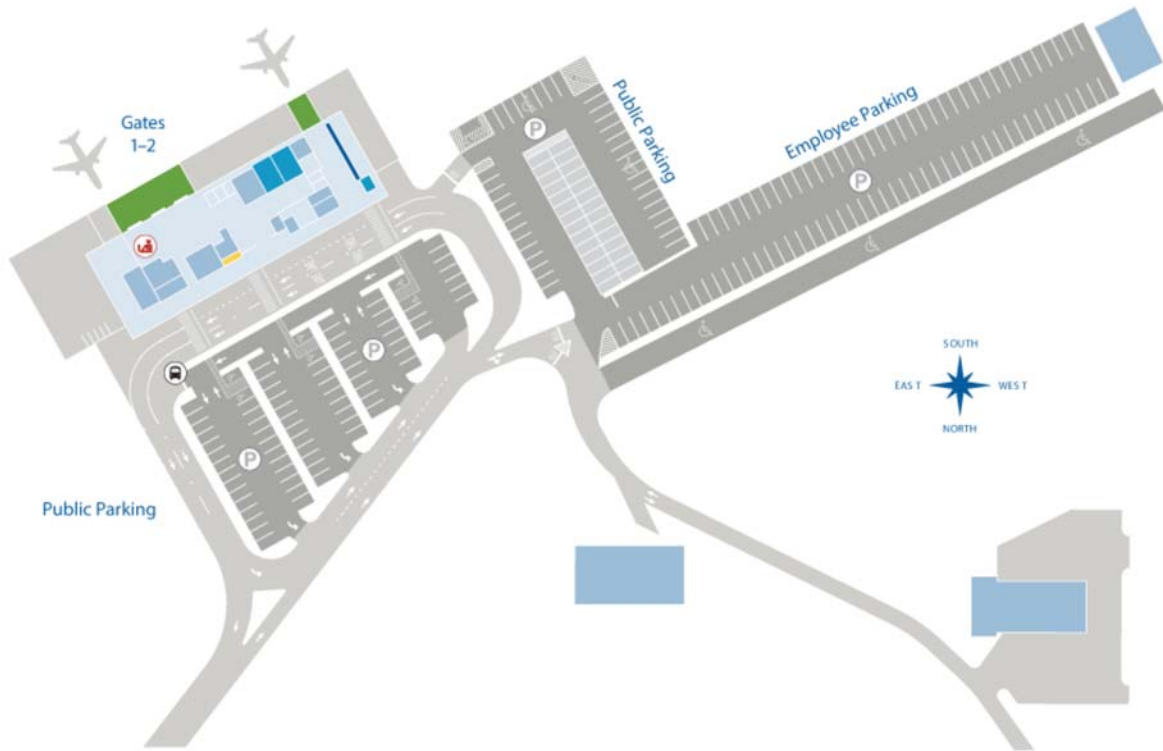 Gates
1–2
Public Parking
Employee Parking
P
P
P
P
SOUTH
EAST
WEST
NORTH
Public Parking